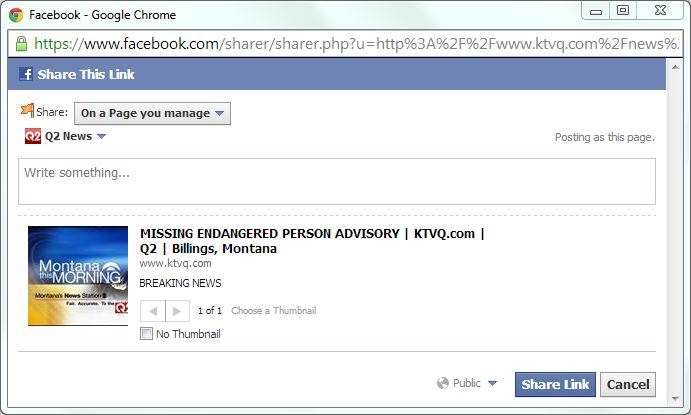 Facebook - Google Chrome
https://www.facebook.com/sharer/sharer.php?u=http%3A%2F%2Fwww.ktvq.com%2Fnews%
Share This Link
Share: On a Page you manage
Q2 Q2 News
Posting as this page.
Write something...
MISSING ENDANGERED PERSON ADVISORY | KTVQ.com |
Q2 | Billings, Montana
www.ktvq.com
BREAKING NEWS
1 of 1 Choose a Thumbnail
No Thumbnail
Montana
this MORNING
Montana's News Station
Fair. Accurate. To the
Q2
Public Share Link Cancel